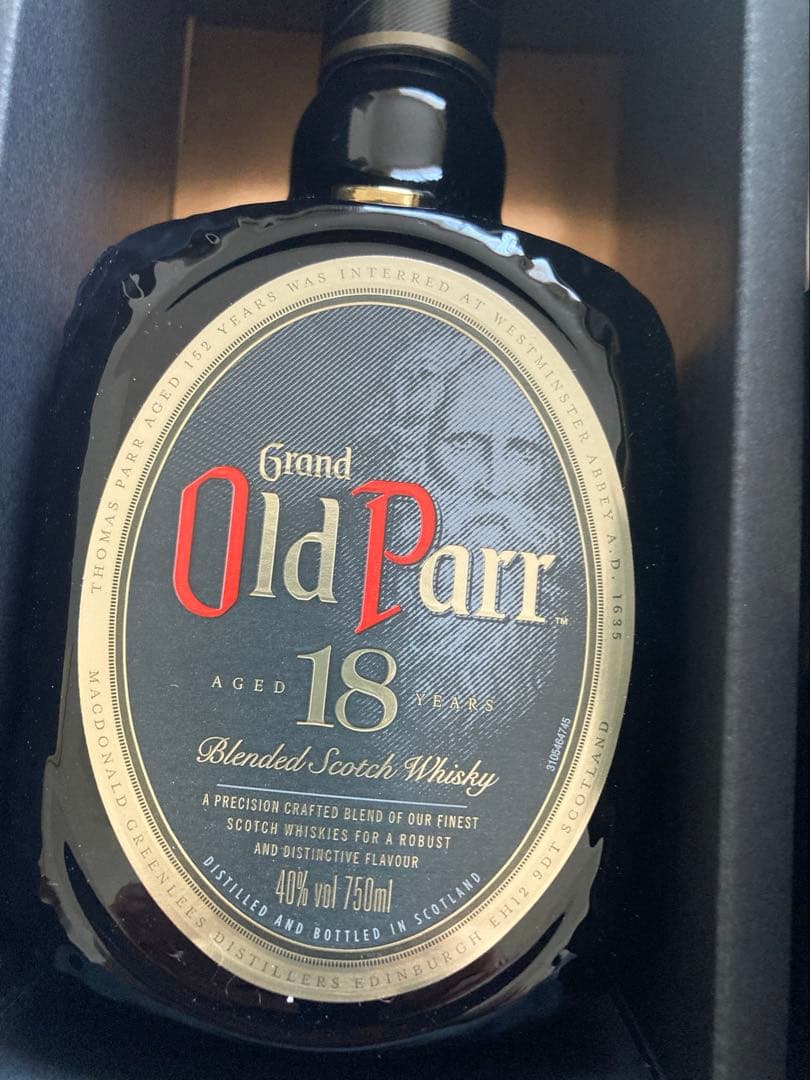 THOMAS PARR AGED 152 YEARS WAS INTERRED AT WESTMINSTER ABBEY A.D. 1635
Grand
Old Parr™
AGED 18 YEARS
Blended Scotch Whisky
A PRECISION CRAFTED BLEND OF OUR FINEST
SCOTCH WHISKIES FOR A ROBUST
AND DISTINCTIVE FLAVOUR
40% vol 750ml
DISTILLED AND BOTTLED IN SCOTLAND
MACDONALD GREENLEES DISTILLERS EDINBURGH EH12 9DT SCOTLAND
3105464745